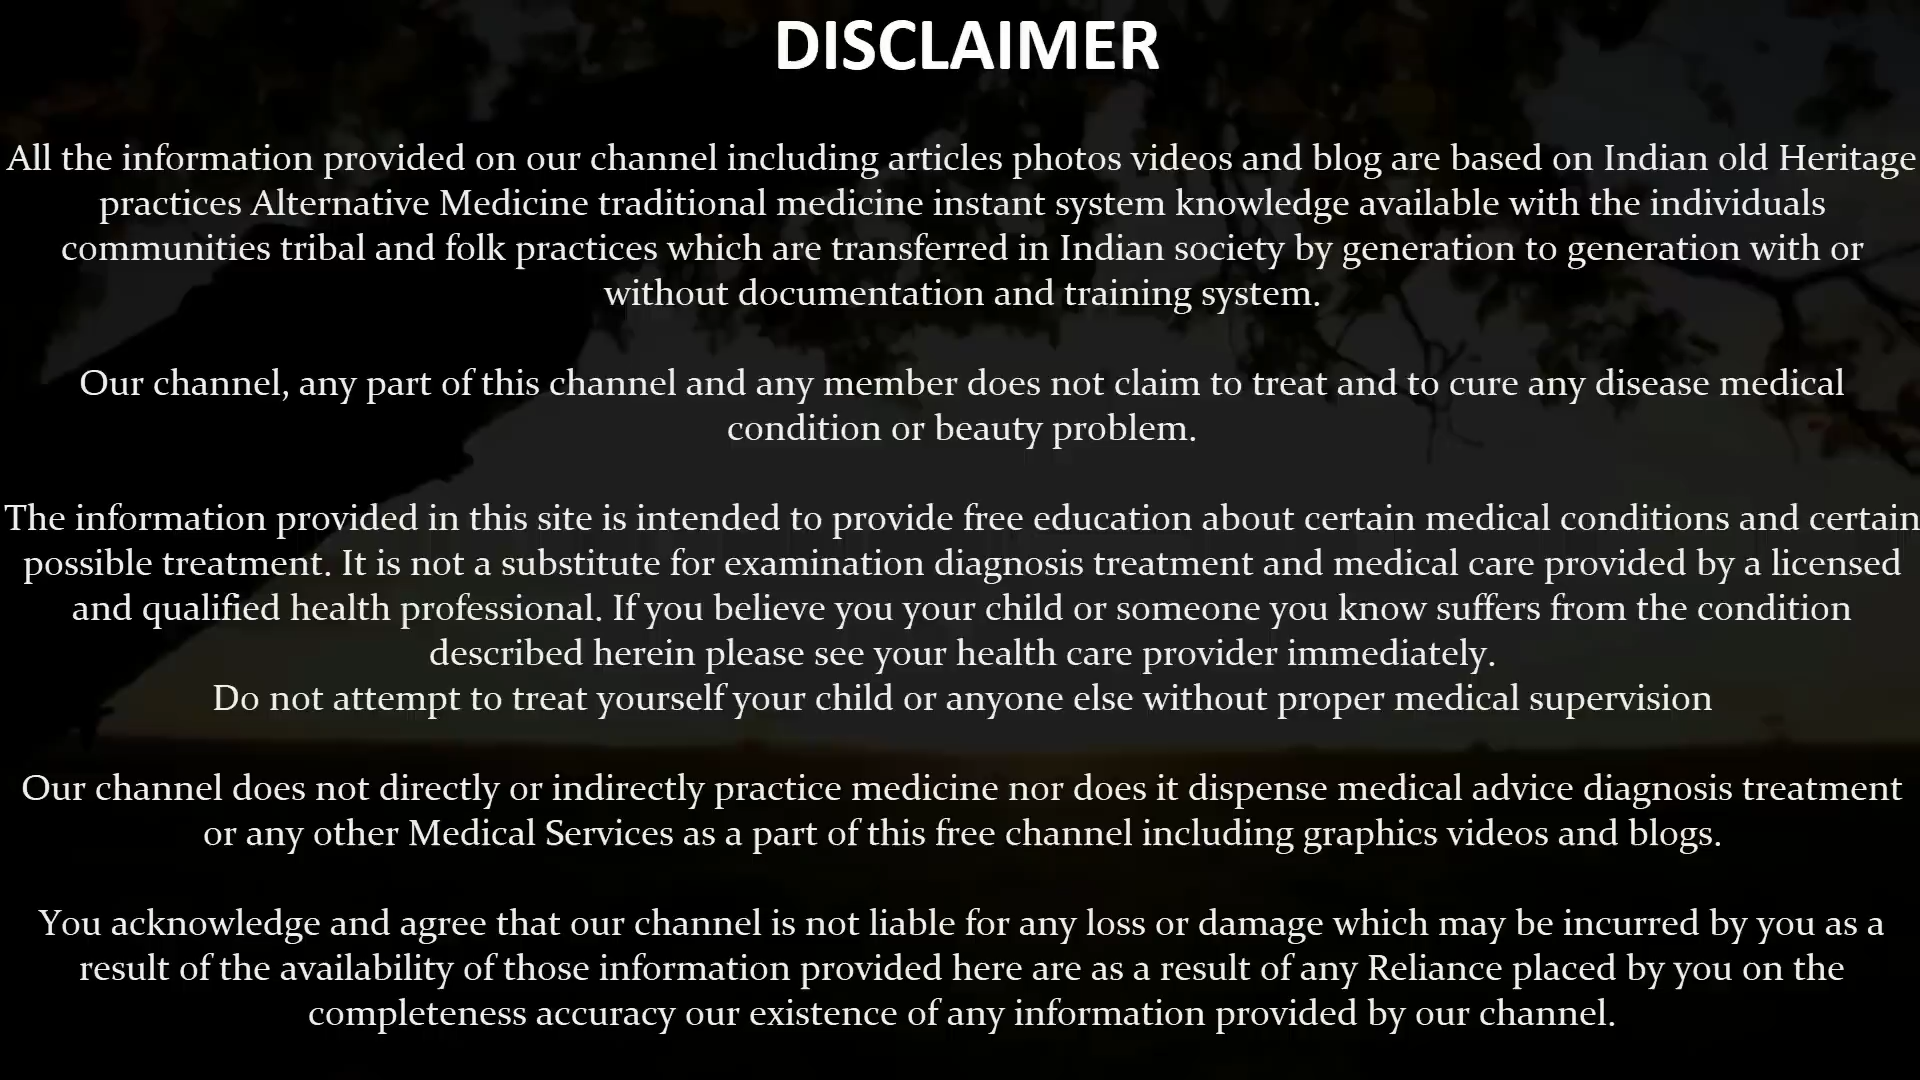 DISCLAIMER
All the information provided on our channel including articles photos videos and blog are based on Indian old Heritage
practices Alternative Medicine traditional medicine instant system knowledge available with the individuals
communities tribal and folk practices which are transferred in Indian society by generation to generation with or
without documentation and training system.
Our channel, any part of this channel and any member does not claim to treat and to cure any disease medical
condition or beauty problem.
The information provided in this site is intended to provide free education about certain medical conditions and certain
possible treatment. It is not a substitute for examination diagnosis treatment and medical care provided by a licensed
and qualified health professional. If you believe you your child or someone you know suffers from the condition
described herein please see your health care provider immediately.
Do not attempt to treat yourself your child or anyone else without proper medical supervision
Our channel does not directly or indirectly practice medicine nor does it dispense medical advice diagnosis treatment
or any other Medical Services as a part of this free channel including graphics videos and blogs.
You acknowledge and agree that our channel is not liable for any loss or damage which may be incurred by you as a
result of the availability of those information provided here are as a result of any Reliance placed by you on the
completeness accuracy our existence of any information provided by our channel.